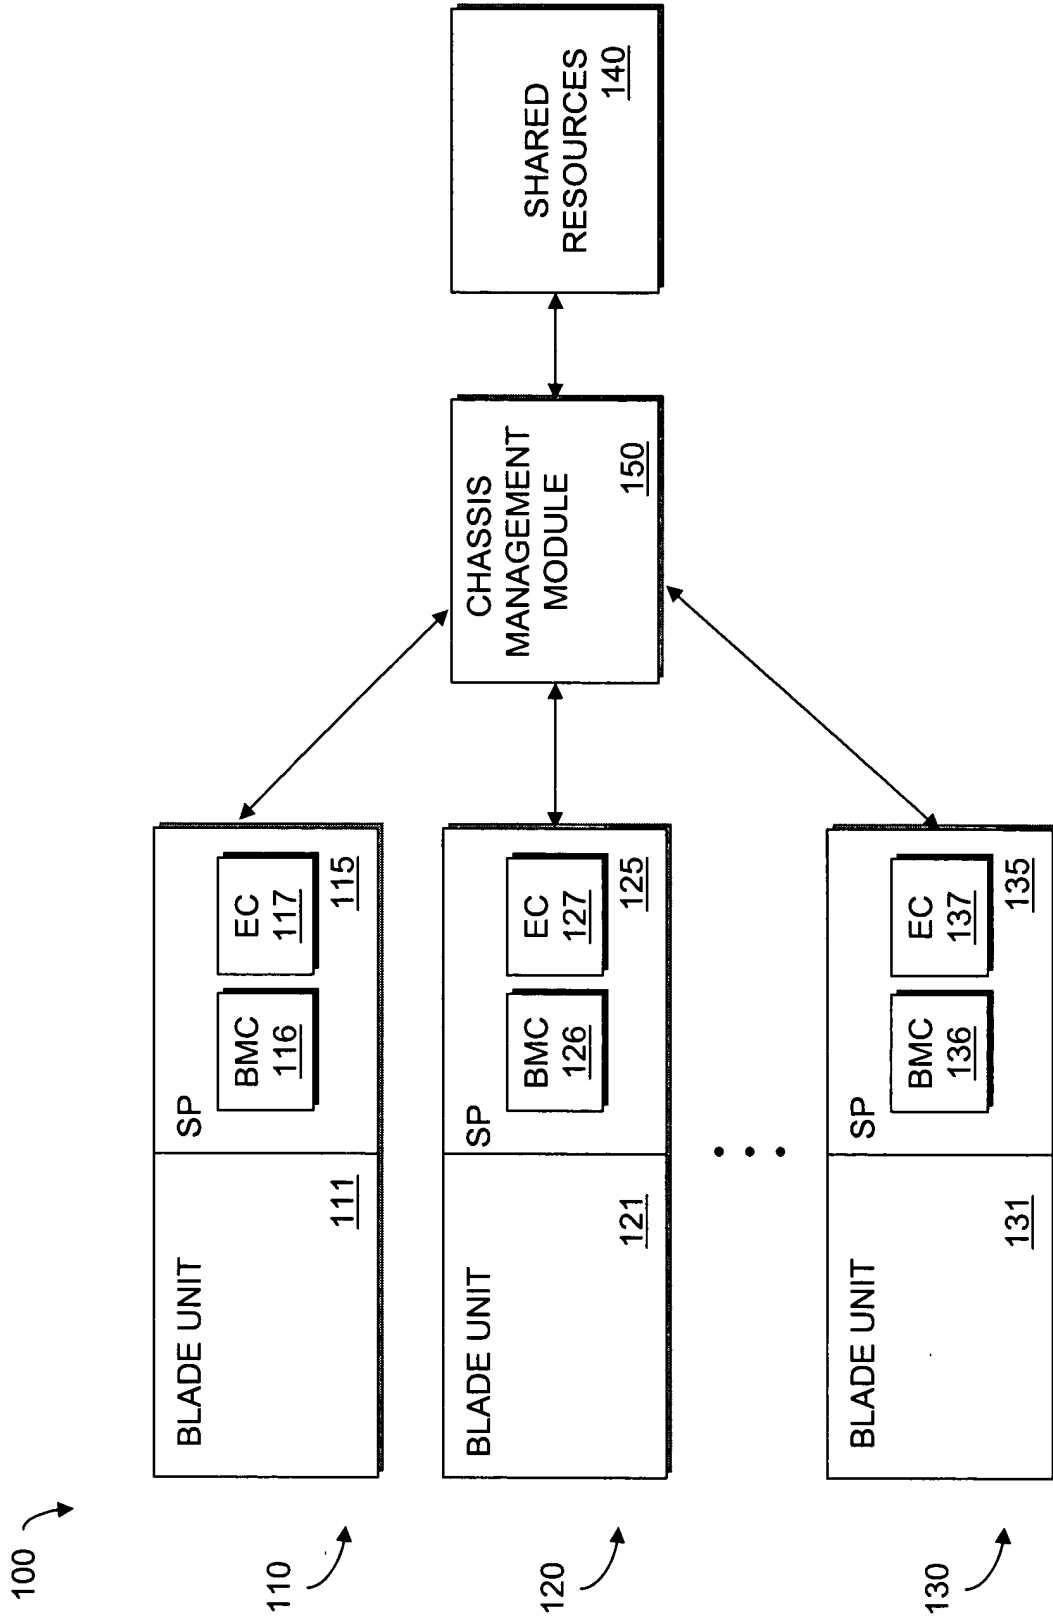 100
110
BLADE UNIT
111
SP
BMC
116
EC
117
115
120
BLADE UNIT
121
SP
BMC
126
EC
127
125
130
BLADE UNIT
131
SP
BMC
136
EC
137
135
CHASSIS
MANAGEMENT
MODULE
150
SHARED
RESOURCES
140